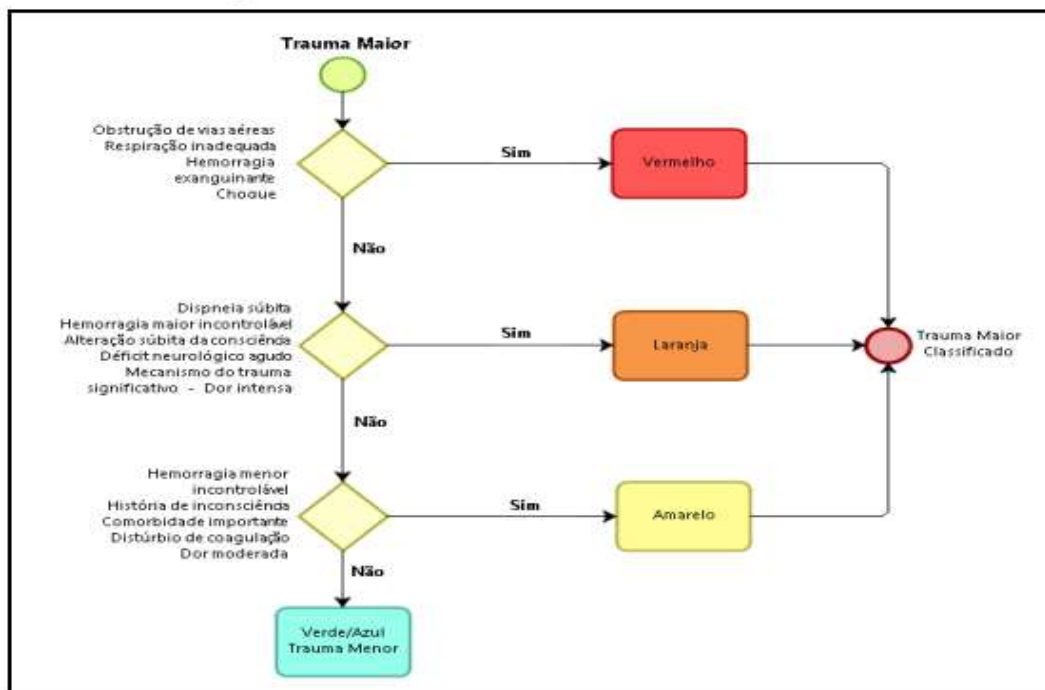 Trauma Maior
Obstrução de vias aéreas
Respiração inadequada
Hemorragia
exanguinante
Choque
Sim
Vermelho
Não
Dispneia súbita
Hemorragia maior incontrolável
Alteração súbita da consciência
Déficit neurológico agudo
Mecanismo do trauma
significativo - Dor intensa
Sim
Laranja
Trauma Maior
Classificado
Não
Hemorragia menor
incontrolável
História de inconsciência
Comorbidade importante
Distúrbio de coagulação
Dor moderada
Sim
Amarelo
Não
Verde/Azul
Trauma Menor